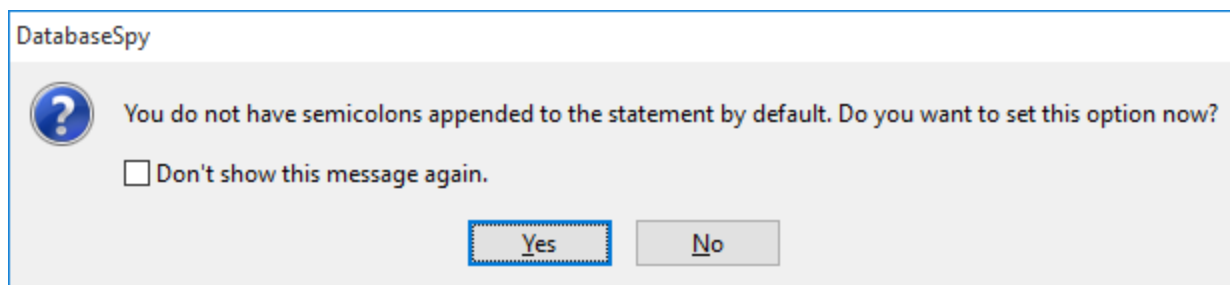 DatabaseSpy
?
You do not have semicolons appended to the statement by default. Do you want to set this option now?
Don't show this message again.
Yes
No